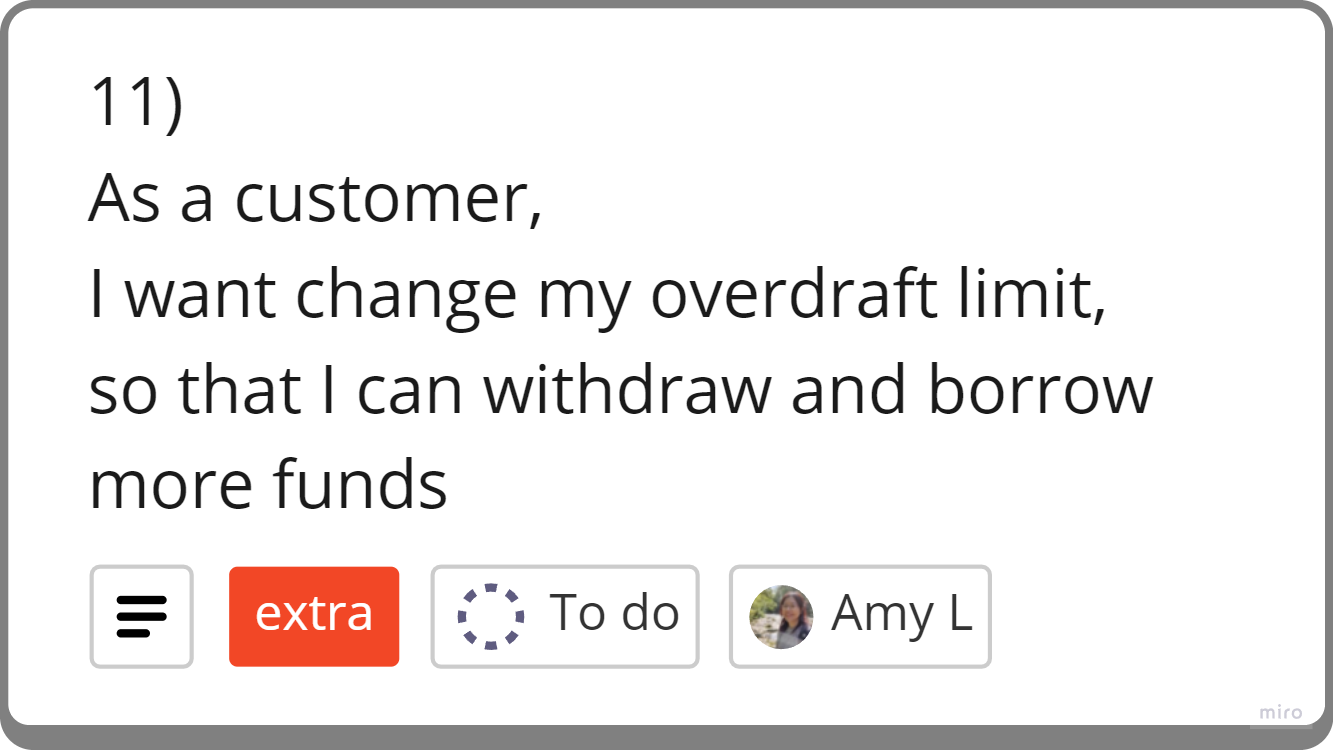 11)
As a customer,
I want change my overdraft limit,
so that I can withdraw and borrow
more funds
extra
To do
Amy L
miro